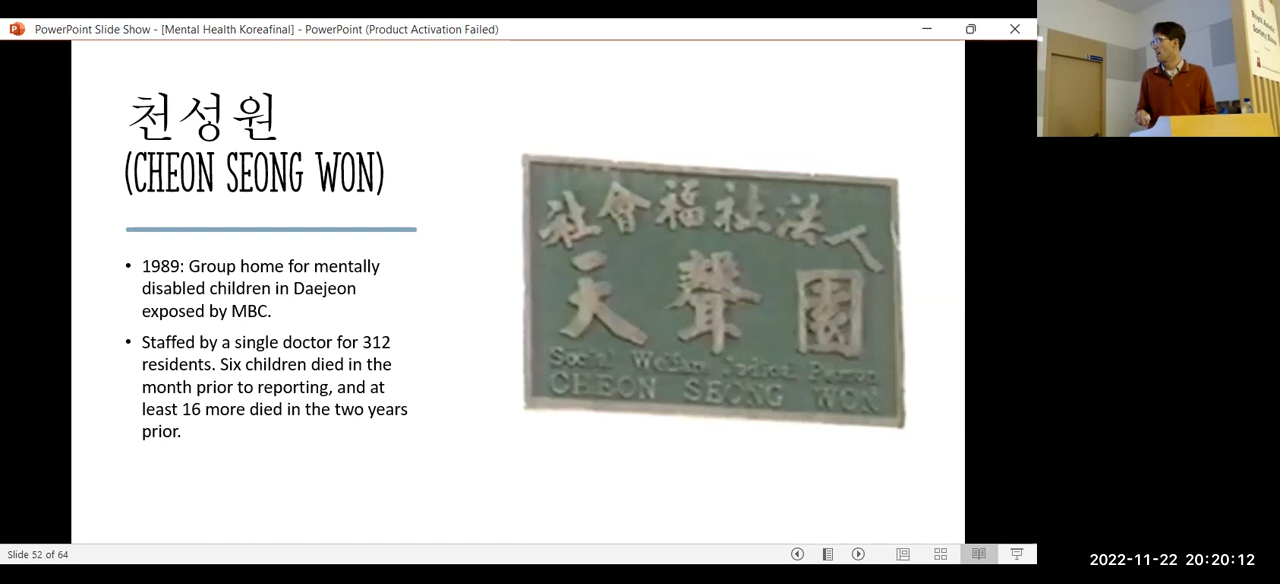 PowerPoint Slide Show - [Mental Health Koreafinal] - PowerPoint (Product Activation Failed)
천성원
(CHEON SEONG WON)
• 1989: Group home for mentally
disabled children in Daejeon
exposed by MBC.
• Staffed by a single doctor for 312
residents. Six children died in the
month prior to reporting, and at
least 16 more died in the two years
prior.
社會福祉法人
天聲園
Social Welfare Judical Person
CHEON SEONG WON
Slide 52 of 64
2022-11-22 20:20:12